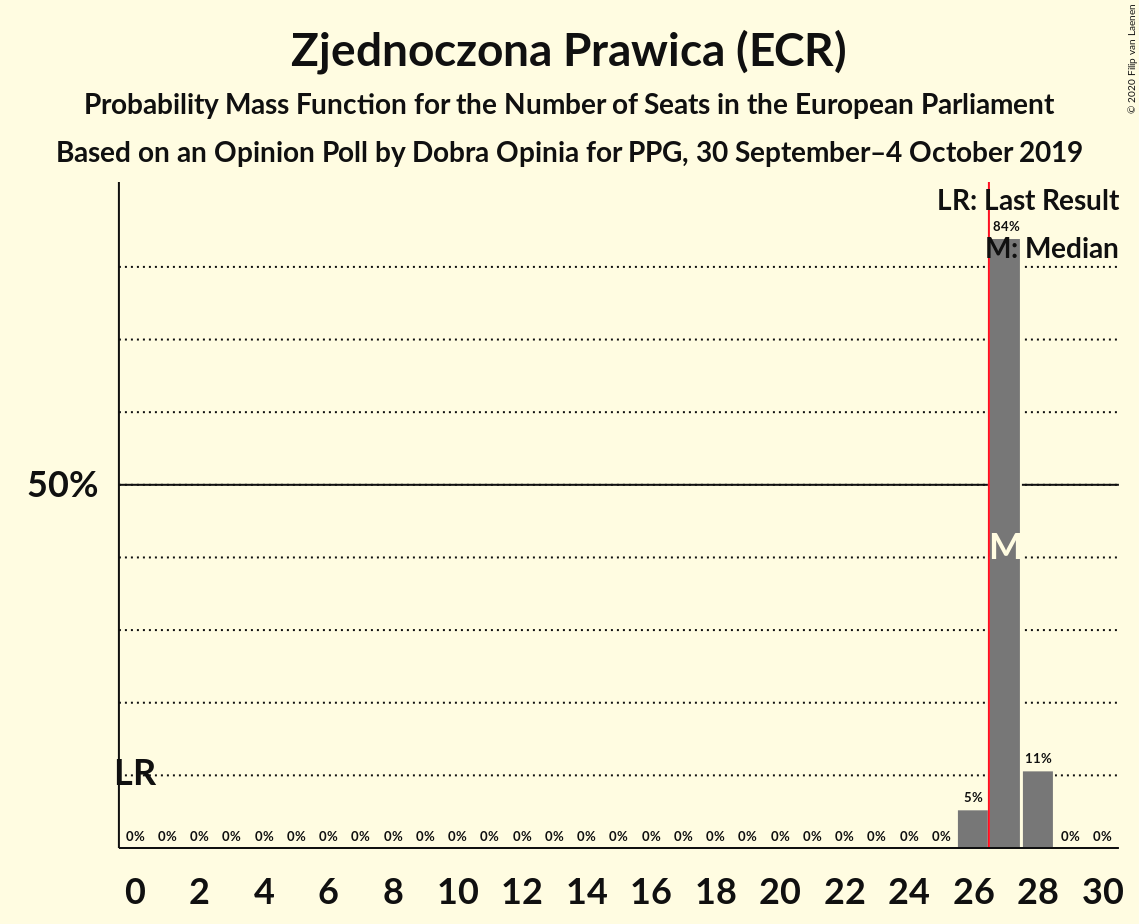 Zjednoczona Prawica (ECR)
Probability Mass Function for the Number of Seats in the European Parliament
Based on an Opinion Poll by Dobra Opinia for PPG, 30 September–4 October 2019
© 2020 Filip van Laenen
LR: Last Result
84%
M: Median
50%
M
LR
11%
5%
0% 0% 0% 0% 0% 0% 0% 0% 0% 0% 0% 0% 0% 0% 0% 0% 0% 0% 0% 0% 0% 0% 0% 0% 0% 0% 0% 0%
0 2 4 6 8 10 12 14 16 18 20 22 24 26 28 30